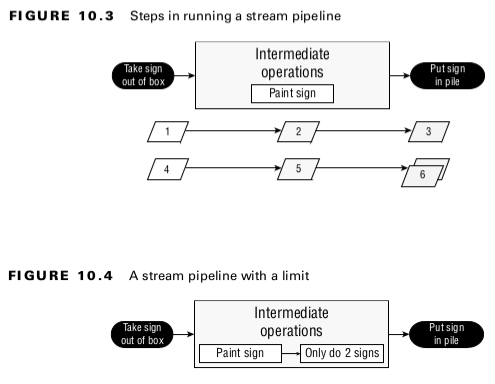 FIGURE 10.3 Steps in running a stream pipeline
Take sign
out of box
Intermediate
operations
Paint sign
Put sign
in pile
1 2 3
4 5 6
FIGURE 10.4 A stream pipeline with a limit
Take sign
out of box
Intermediate
operations
Paint sign
Only do 2 signs
Put sign
in pile